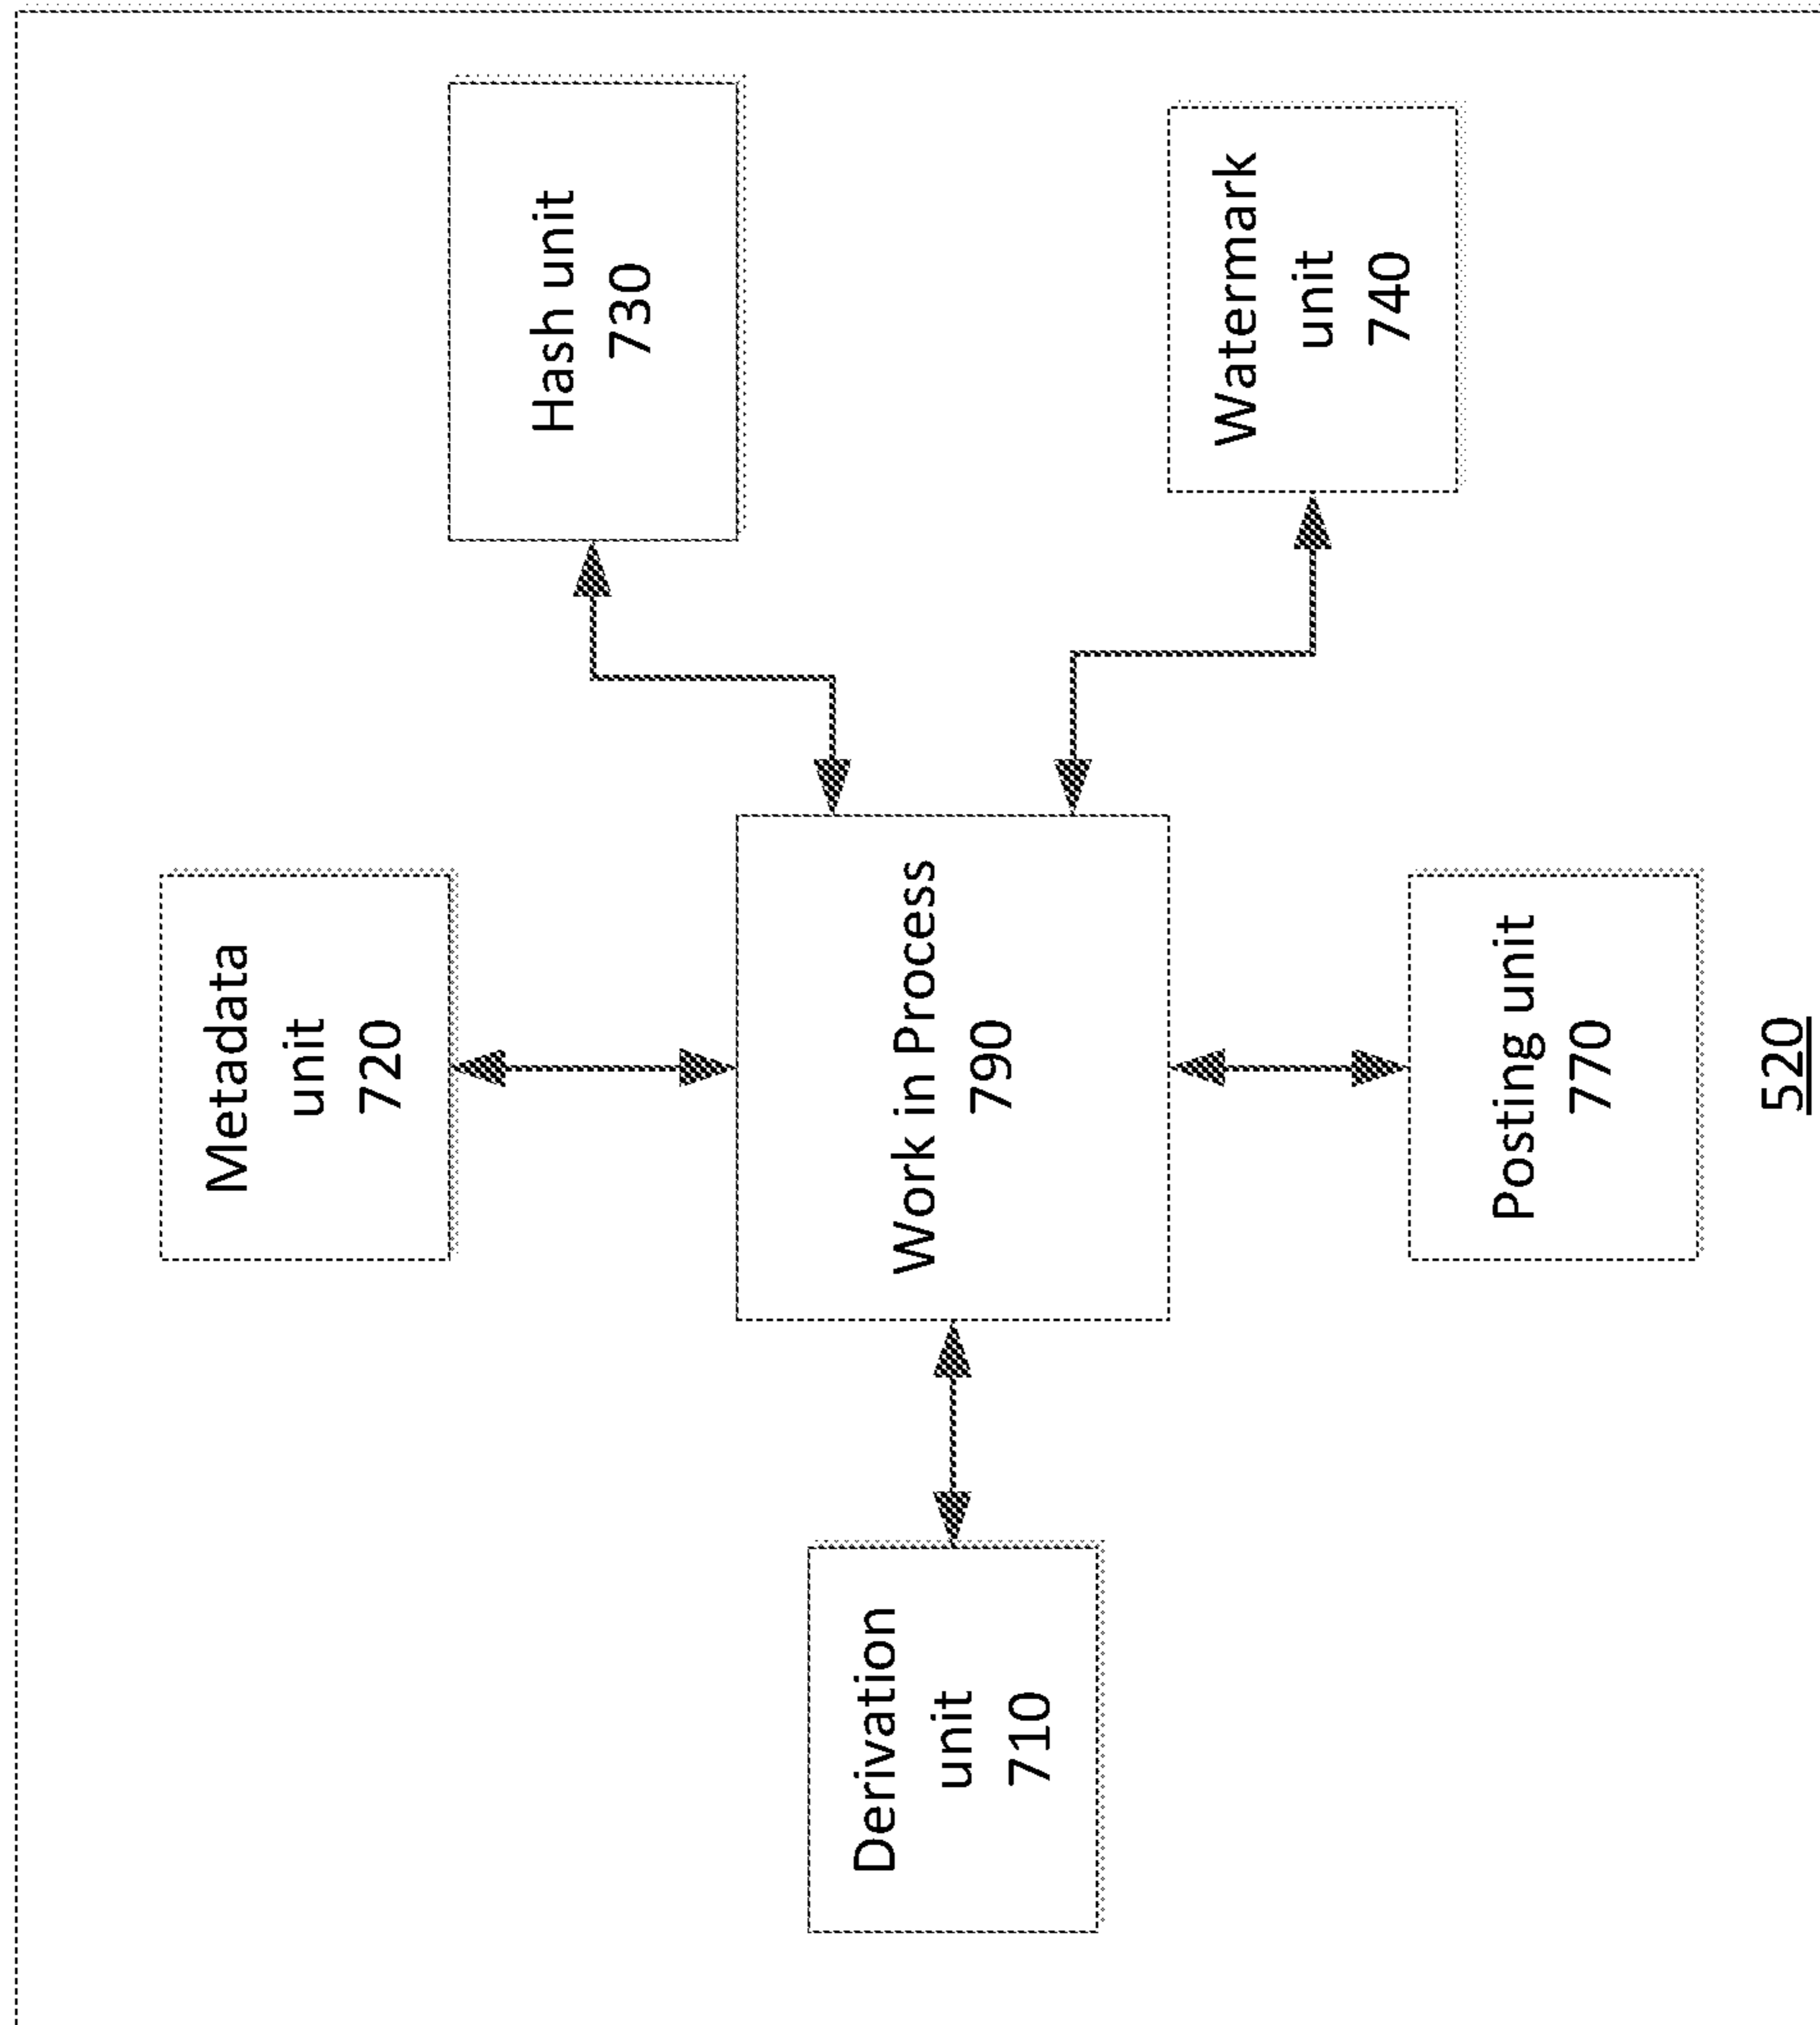 Metadata
unit
720
Hash unit
730
Derivation
unit
710
Work in Process
790
Watermark
unit
740
Posting unit
770
520